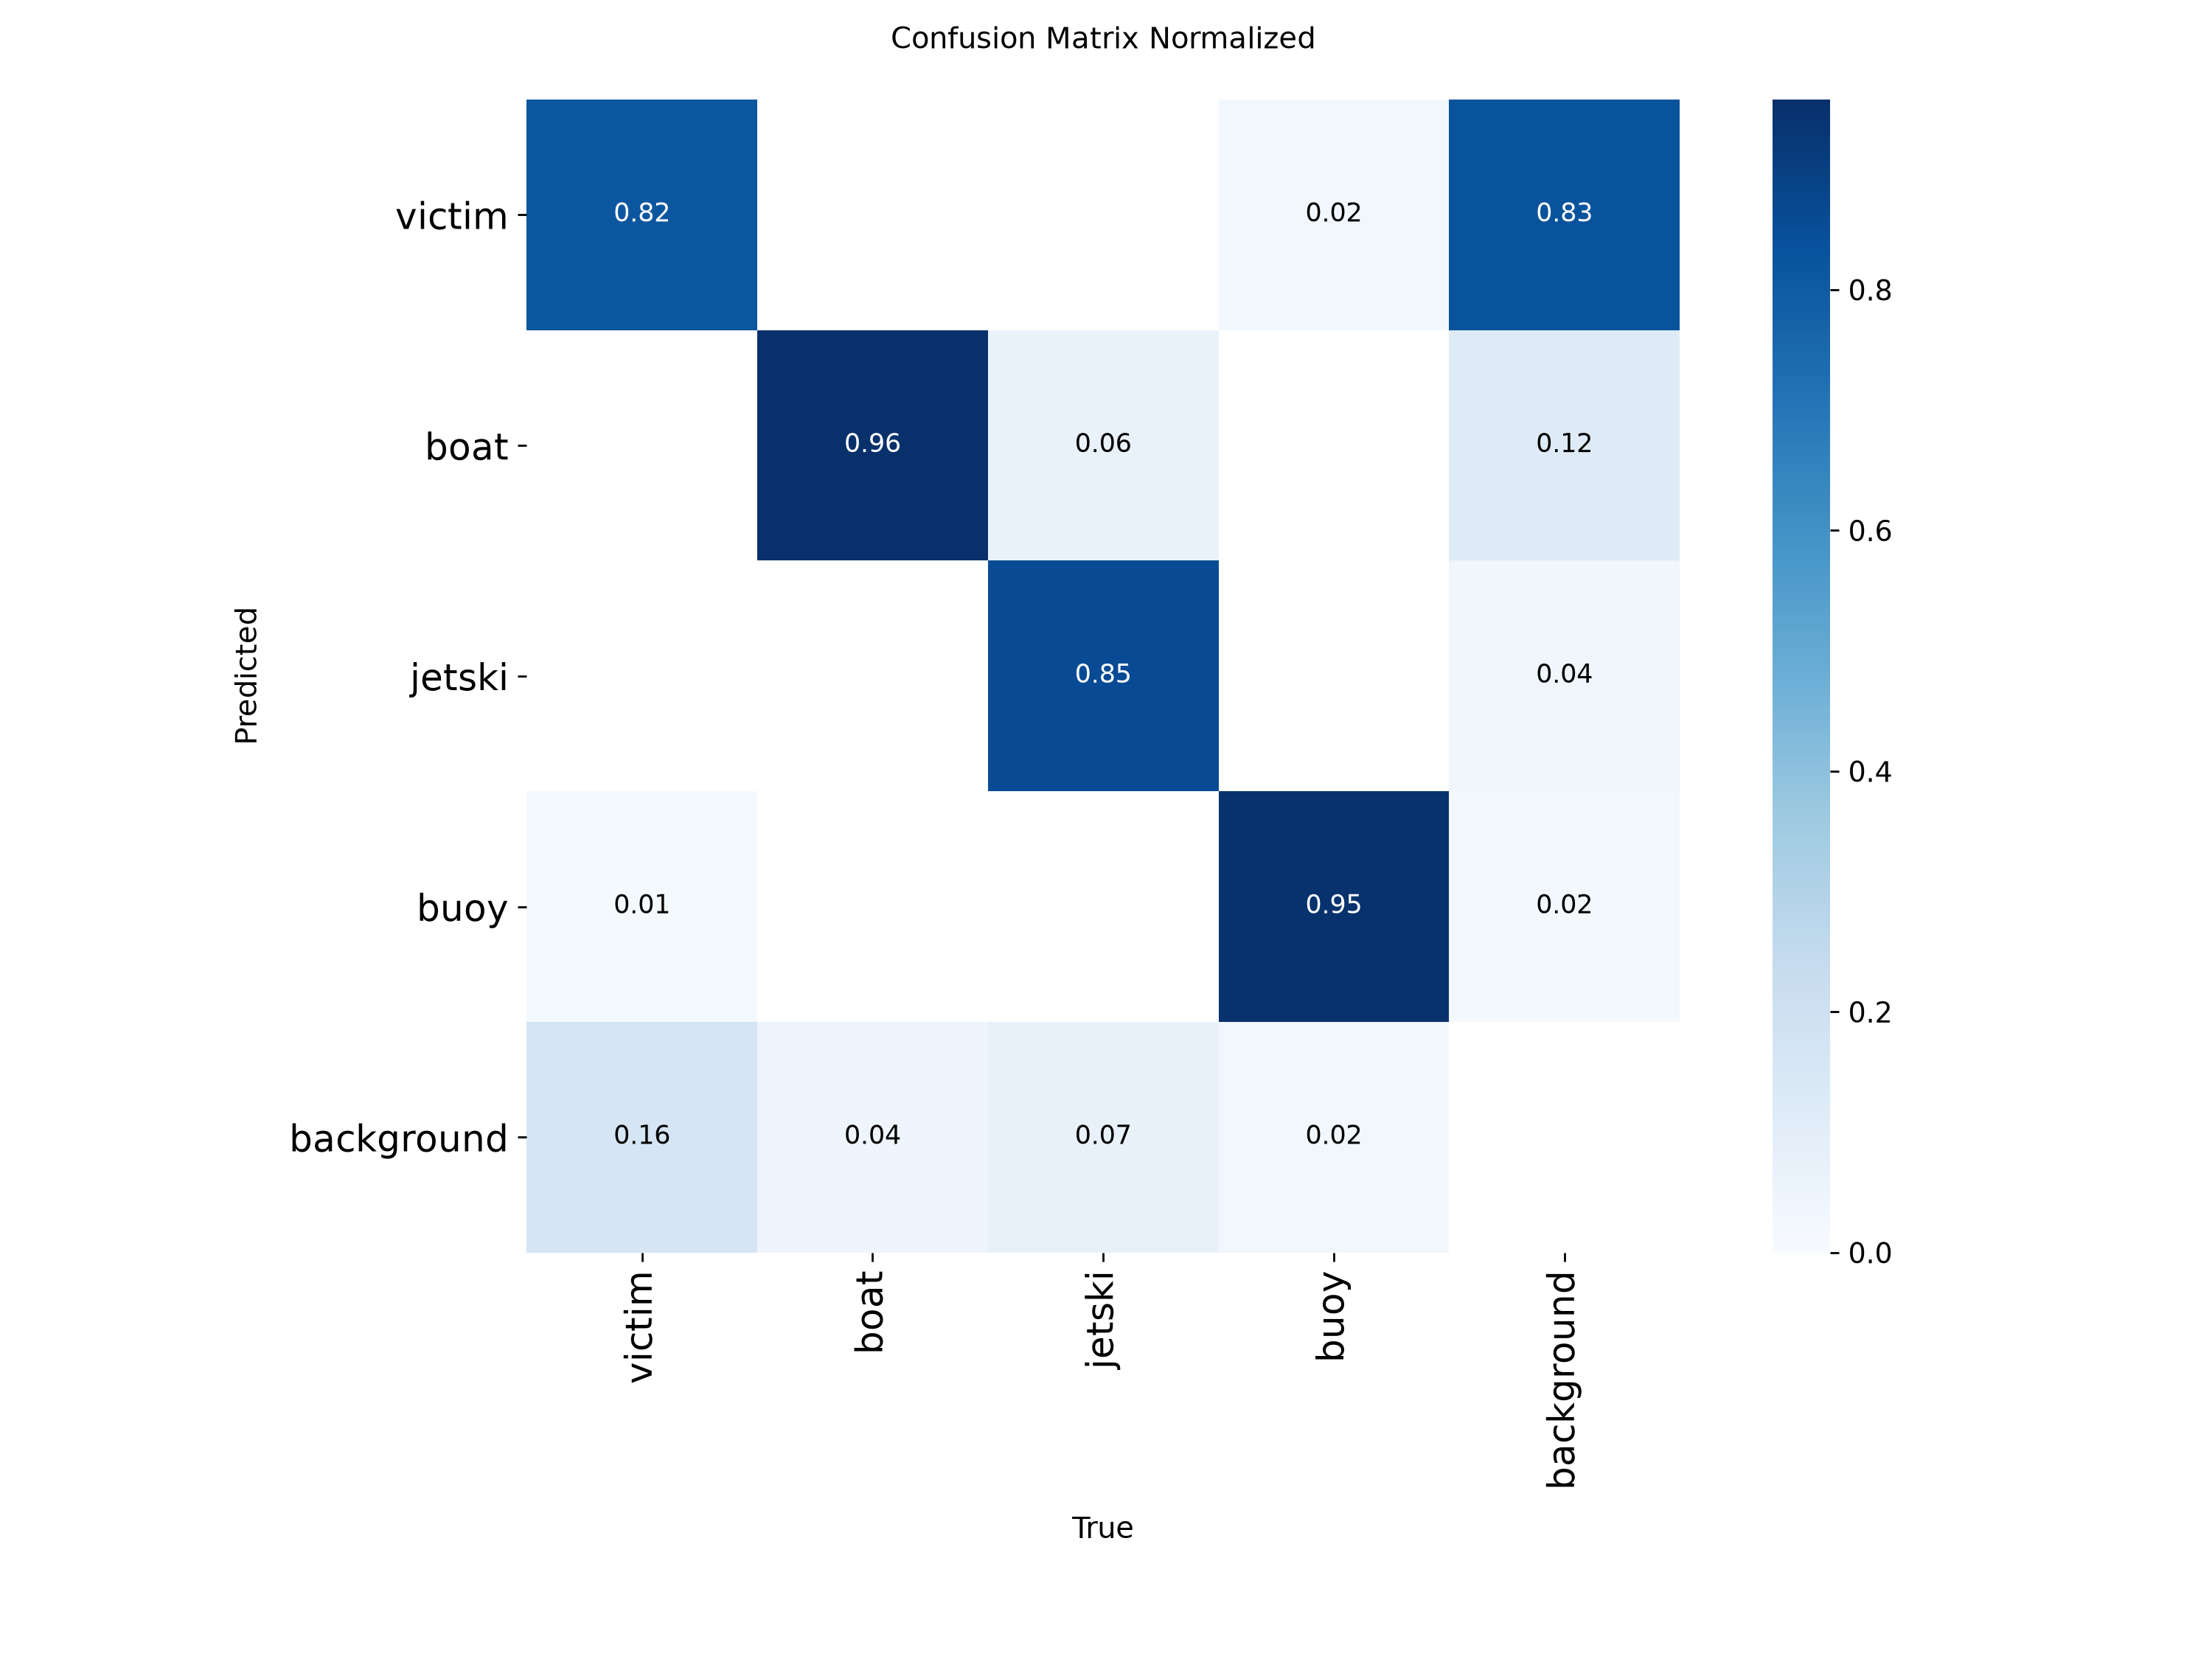 Confusion Matrix Normalized
victim
0.82
0.02
0.83
boat
0.96
0.06
0.12
jetski
0.85
0.04
buoy
0.01
0.95
0.02
background
0.16
0.04
0.07
0.02
Predicted
victim
boat
jetski
buoy
background
True
0.8
0.6
0.4
0.2
0.0